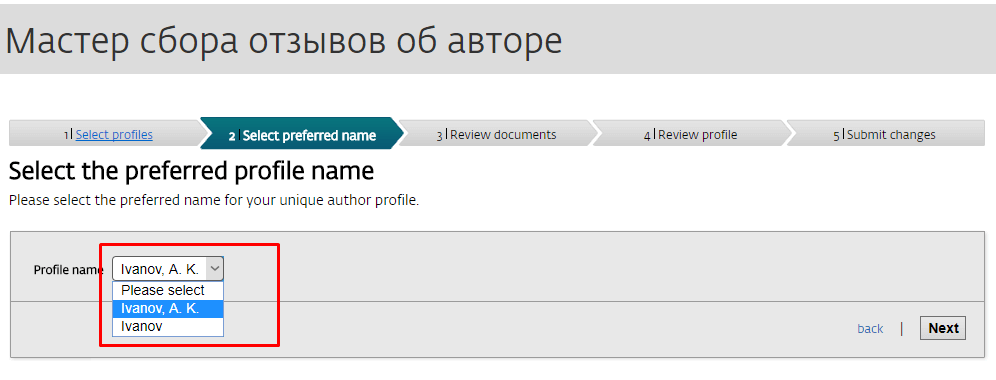 Мастер сбора отзывов об авторе
1 | Select profiles 2 | Select preferred name 3 | Review documents 4 | Review profile 5 | Submit changes
Select the preferred profile name
Please select the preferred name for your unique author profile.
Profile name Ivanov, A. K.
Please select
Ivanov, A. K.
Ivanov
back | Next